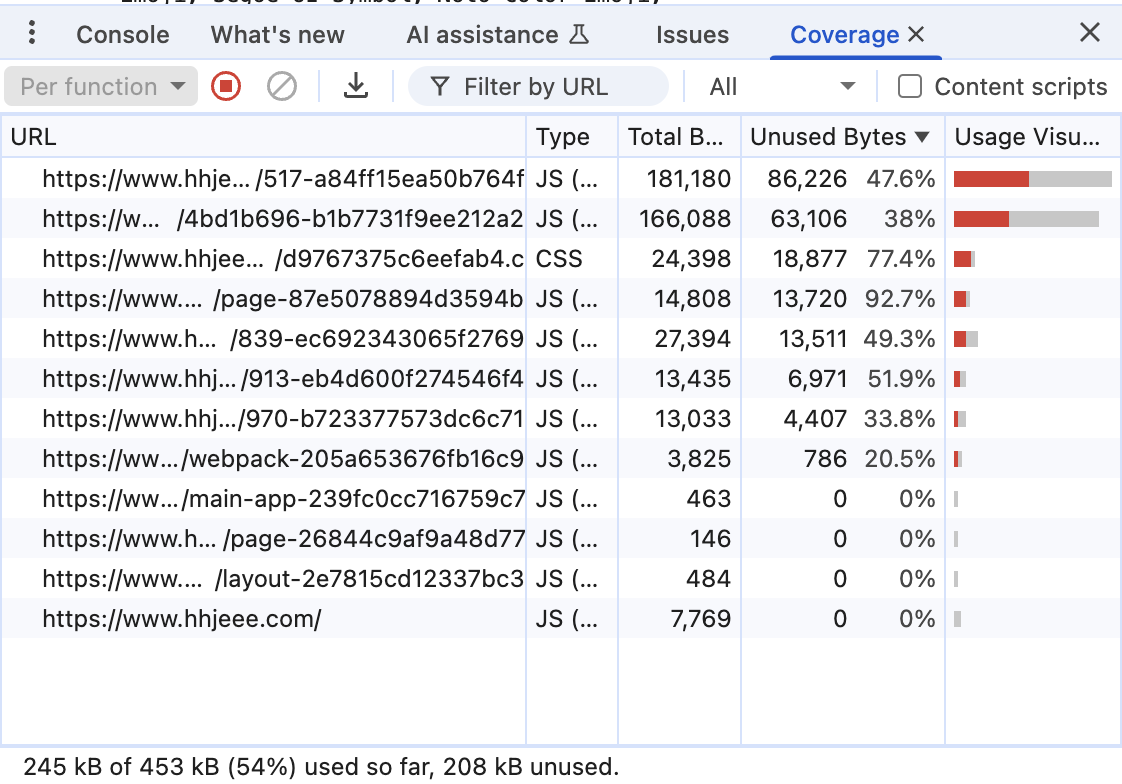 Console What's new AI assistance Issues Coverage
Per function Filter by URL All Content scripts
URL Type Total B... Unused Bytes ▼ Usage Visu...
https://www.hhje... /517-a84ff15ea50b764f JS (... 181,180 86,226 47.6%
https://w... /4bd1b696-b1b7731f9ee212a2 JS (... 166,088 63,106 38%
https://www.hhjee... /d9767375c6eefab4.c CSS 24,398 18,877 77.4%
https://www.... /page-87e5078894d3594b JS (... 14,808 13,720 92.7%
https://www.h... /839-ec692343065f2769 JS (... 27,394 13,511 49.3%
https://www.hhj... /913-eb4d600f274546f4 JS (... 13,435 6,971 51.9%
https://www.hhj.../970-b723377573dc6c71 JS (... 13,033 4,407 33.8%
https://ww.../webpack-205a653676fb16c9 JS (... 3,825 786 20.5%
https://ww.../main-app-239fc0cc716759c7 JS (... 463 0 0%
https://www.h... /page-26844c9af9a48d77 JS (... 146 0 0%
https://www.... /layout-2e7815cd12337bc3 JS (... 484 0 0%
https://www.hhjeee.com/ JS (... 7,769 0 0%
245 kB of 453 kB (54%) used so far, 208 kB unused.